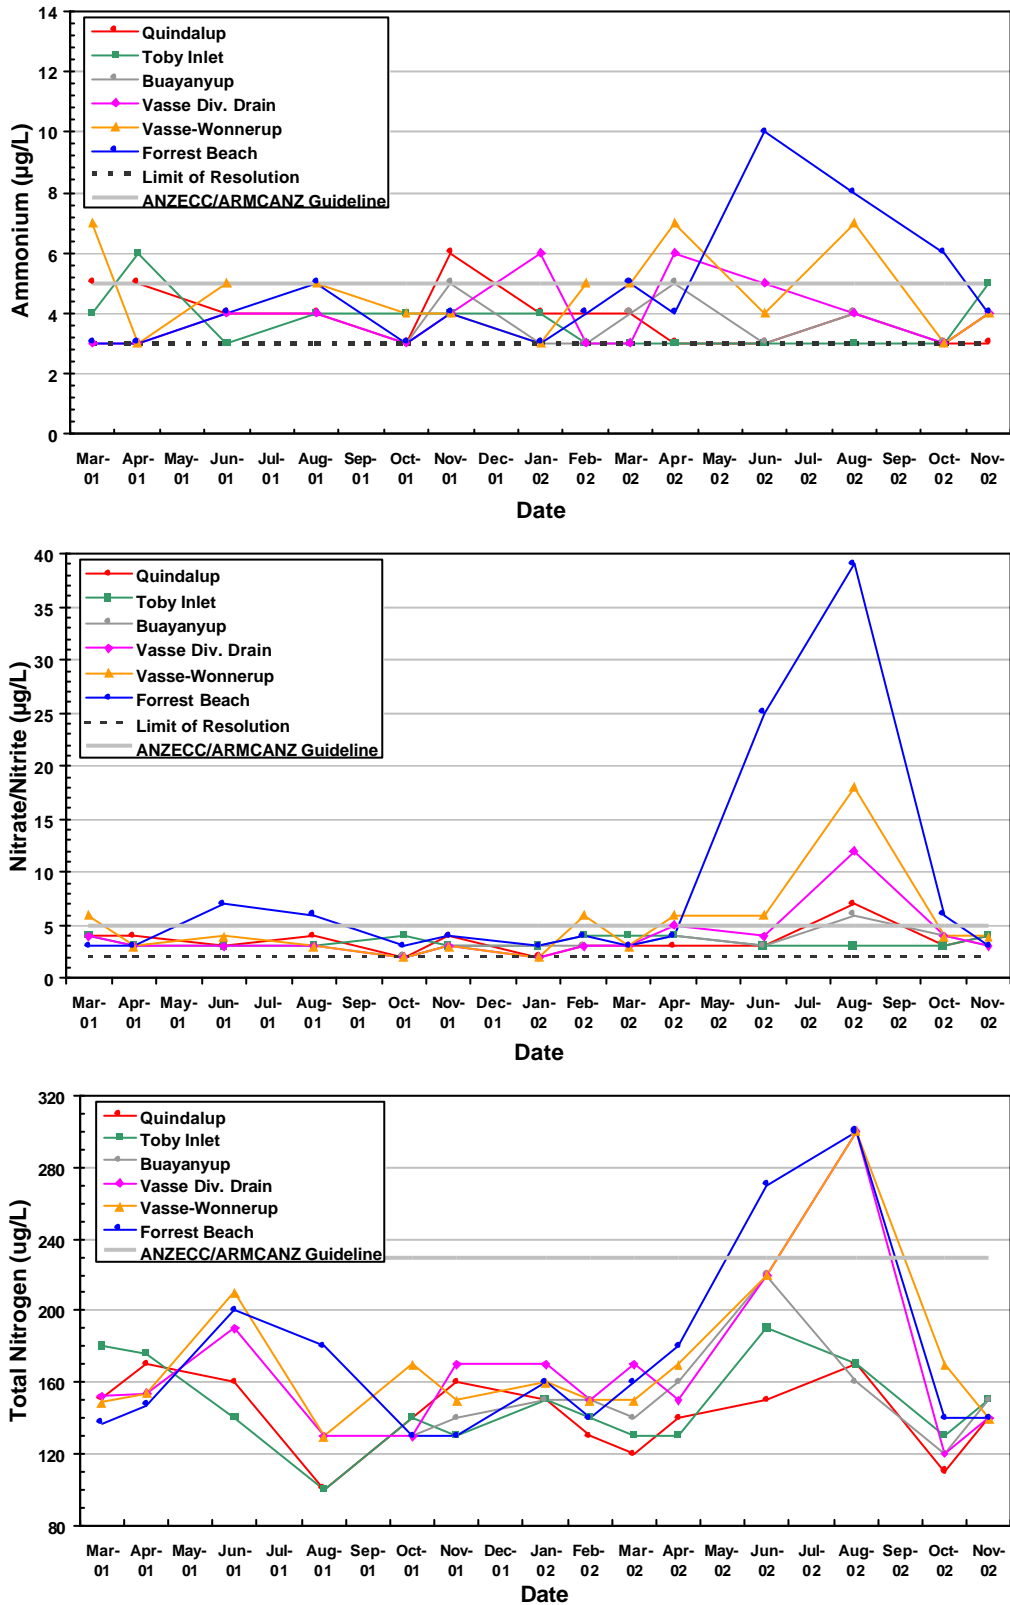 14
12
10
8
6
4
2
0
Ammonium (µg/L)
Quindalup
Toby Inlet
Buayanyup
Vasse Div. Drain
Vasse-Wonnerup
Forrest Beach
Limit of Resolution
ANZECC/ARMCANZ Guideline
Mar- Apr- May- Jun- Jul- Aug- Sep- Oct- Nov- Dec- Jan- Feb- Mar- Apr- May- Jun- Jul- Aug- Sep- Oct- Nov-
01 01 01 01 01 01 01 01 01 01 02 02 02 02 02 02 02 02 02 02 02
Date
40
35
30
25
20
15
10
5
0
Nitrate/Nitrite (µg/L)
Quindalup
Toby Inlet
Buayanyup
Vasse Div. Drain
Vasse-Wonnerup
Forrest Beach
Limit of Resolution
ANZECC/ARMCANZ Guideline
Mar- Apr- May- Jun- Jul- Aug- Sep- Oct- Nov- Dec- Jan- Feb- Mar- Apr- May- Jun- Jul- Aug- Sep- Oct- Nov-
01 01 01 01 01 01 01 01 01 01 02 02 02 02 02 02 02 02 02 02 02
Date
320
280
240
200
160
120
80
Total Nitrogen (ug/L)
Quindalup
Toby Inlet
Buayanyup
Vasse Div. Drain
Vasse-Wonnerup
Forrest Beach
ANZECC/ARMCANZ Guideline
Mar- Apr- May- Jun- Jul- Aug- Sep- Oct- Nov- Dec- Jan- Feb- Mar- Apr- May- Jun- Jul- Aug- Sep- Oct- Nov-
01 01 01 01 01 01 01 01 01 01 02 02 02 02 02 02 02 02 02 02 02
Date